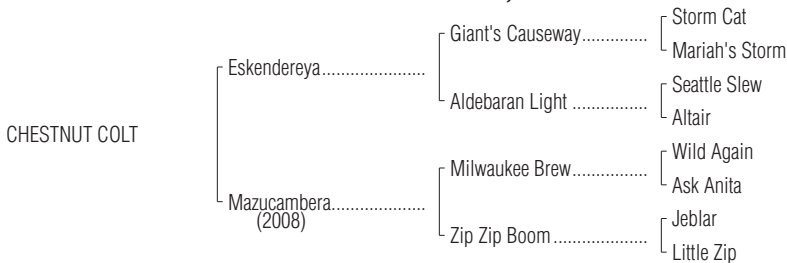 Storm Cat
Giant's Causeway..............
Mariah's Storm
Eskendereya......................
Seattle Slew
Aldebaran Light ................
Altair
CHESTNUT COLT
Wild Again
Milwaukee Brew................
Ask Anita
Mazucambera....................
(2008)
Jeblar
Zip Zip Boom....................
Little Zip